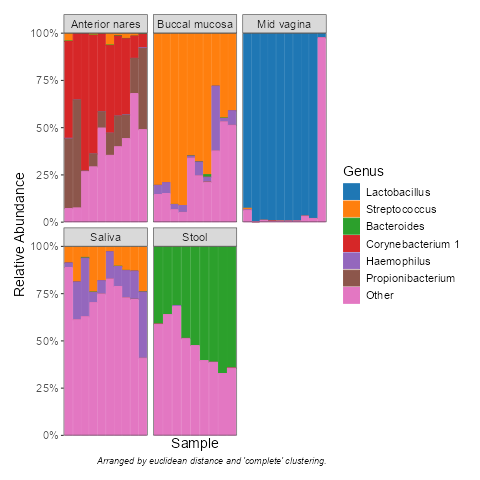 Anterior nares
Buccal mucosa
Mid vagina
100%
75%
50%
25%
0%
Saliva
Stool
100%
75%
50%
25%
0%
Relative Abundance
Sample
Arranged by euclidean distance and 'complete' clustering.
Genus
Lactobacillus
Streptococcus
Bacteroides
Corynebacterium 1
Haemophilus
Propionibacterium
Other